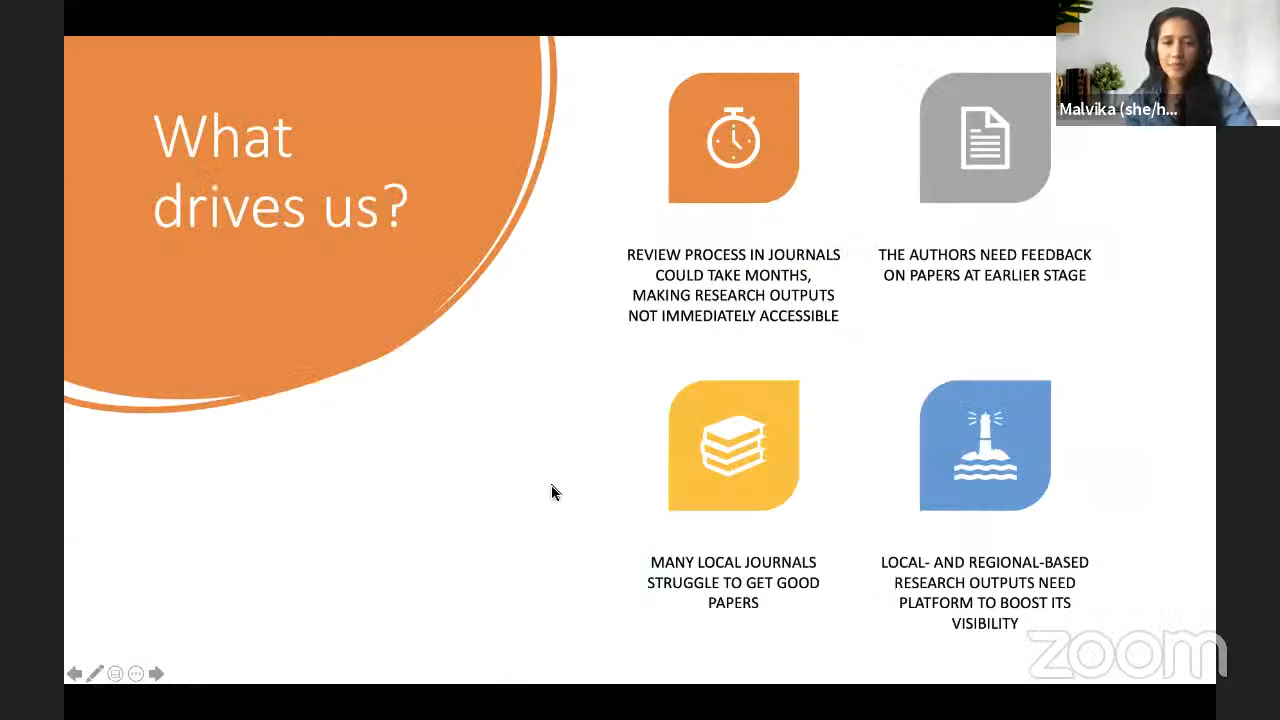 What
drives us?
REVIEW PROCESS IN JOURNALS
COULD TAKE MONTHS,
MAKING RESEARCH OUTPUTS
NOT IMMEDIATELY ACCESSIBLE
THE AUTHORS NEED FEEDBACK
ON PAPERS AT EARLIER STAGE
MANY LOCAL JOURNALS
STRUGGLE TO GET GOOD
PAPERS
LOCAL- AND REGIONAL-BASED
RESEARCH OUTPUTS NEED
PLATFORM TO BOOST ITS
VISIBILITY
Malvika (she/h...
zoom